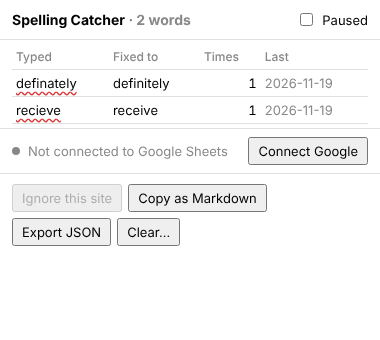 Spelling Catcher · 2 words Paused
Typed Fixed to Times Last
definately definitely 1 2026-11-19
recieve receive 1 2026-11-19
Not connected to Google Sheets Connect Google
Ignore this site Copy as Markdown
Export JSON Clear...